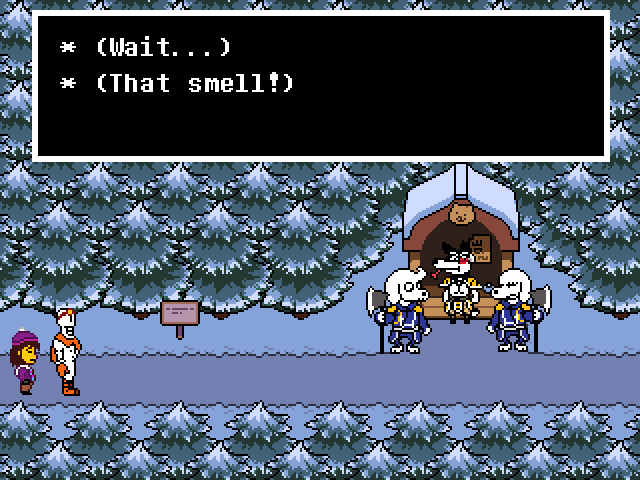 * (Wait...)
* (That smell!)